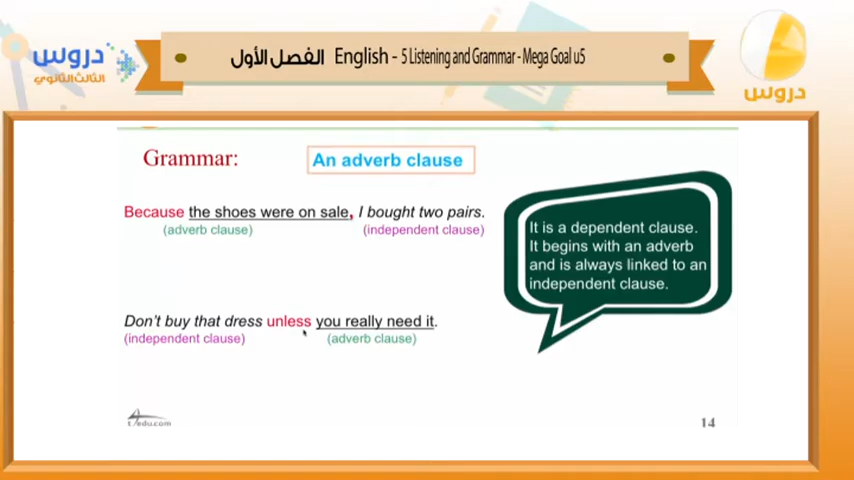 دروس
الثالث الثانوي
English - 5 Listening and Grammar - Mega Goal u5 الفصل الأول
دروس
Grammar:
An adverb clause
Because the shoes were on sale, I bought two pairs.
(adverb clause) (independent clause)
It is a dependent clause.
It begins with an adverb
and is always linked to an
independent clause.
Don't buy that dress unless you really need it.
(independent clause) (adverb clause)
t4edu.com
14